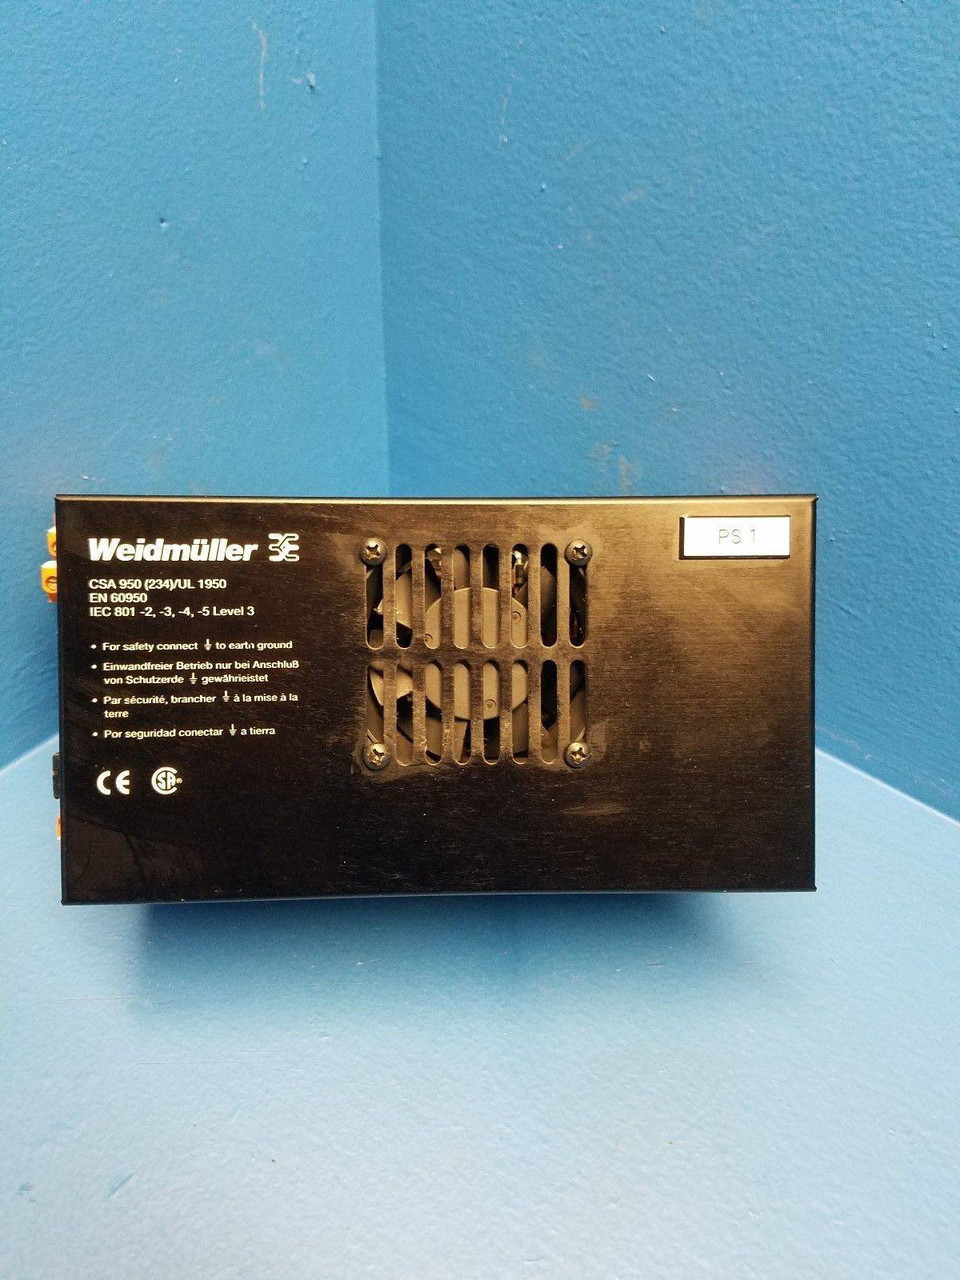 Weidmüller
CSA 950 (234)/UL 1950
EN 60950
IEC 801 -2, -3, -4, -5 Level 3
• For safety connect ⏚ to earth ground
• Einwandfreier Betrieb nur bei Anschluß
von Schutzerde ⏚ gewährleistet
• Par sécurité, brancher ⏚ à la mise à la
terre
• Por seguridad conectar ⏚ a tierra
CE SA®
PS 1